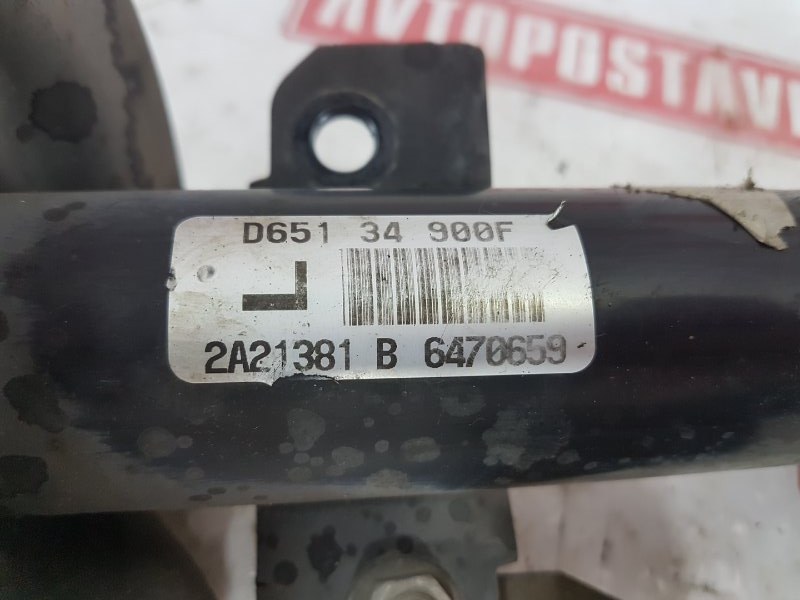 AVTOPOSTAV
D651 34 900F
L
2A21381 B 6470659